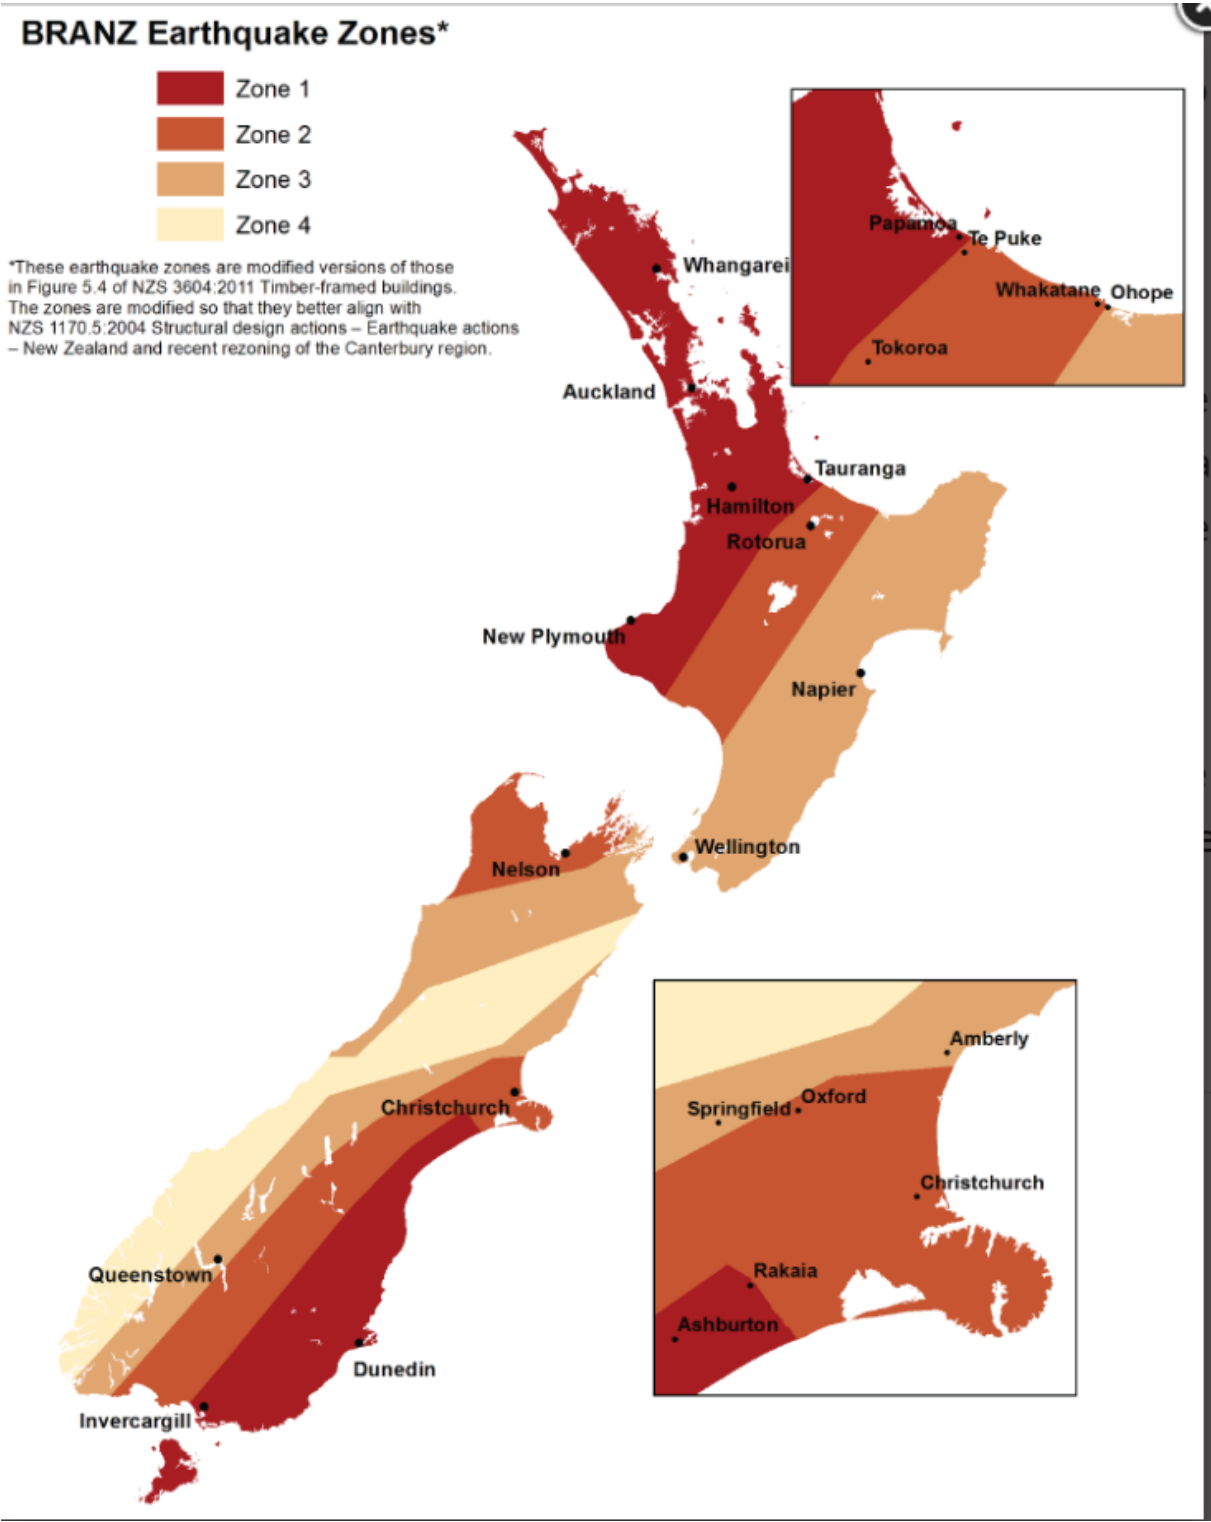 BRANZ Earthquake Zones*
Zone 1
Zone 2
Zone 3
Zone 4
*These earthquake zones are modified versions of those
in Figure 5.4 of NZS 3604:2011 Timber-framed buildings.
The zones are modified so that they better align with
NZS 1170.5:2004 Structural design actions – Earthquake actions
– New Zealand and recent rezoning of the Canterbury region.
Papamoa
Te Puke
Whakatane
Ohope
Tokoroa
Whangarei
Auckland
Tauranga
Hamilton
Rotorua
New Plymouth
Napier
Wellington
Nelson
Christchurch
Queenstown
Dunedin
Invercargill
Amberly
Oxford
Springfield
Christchurch
Rakaia
Ashburton